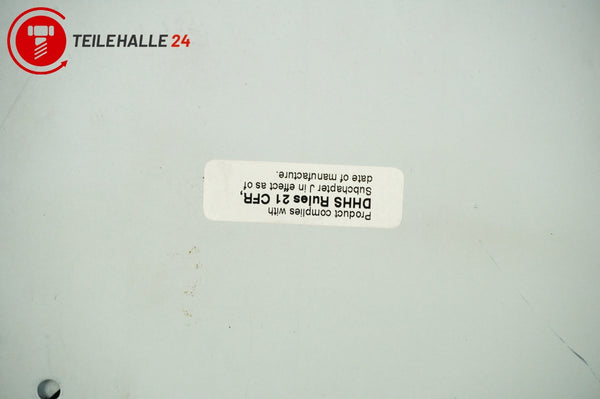 TEILEHALLE 24
Product complies with
DHHS Rules 21 CFR,
Subchapter J in effect as of
date of manufacture.